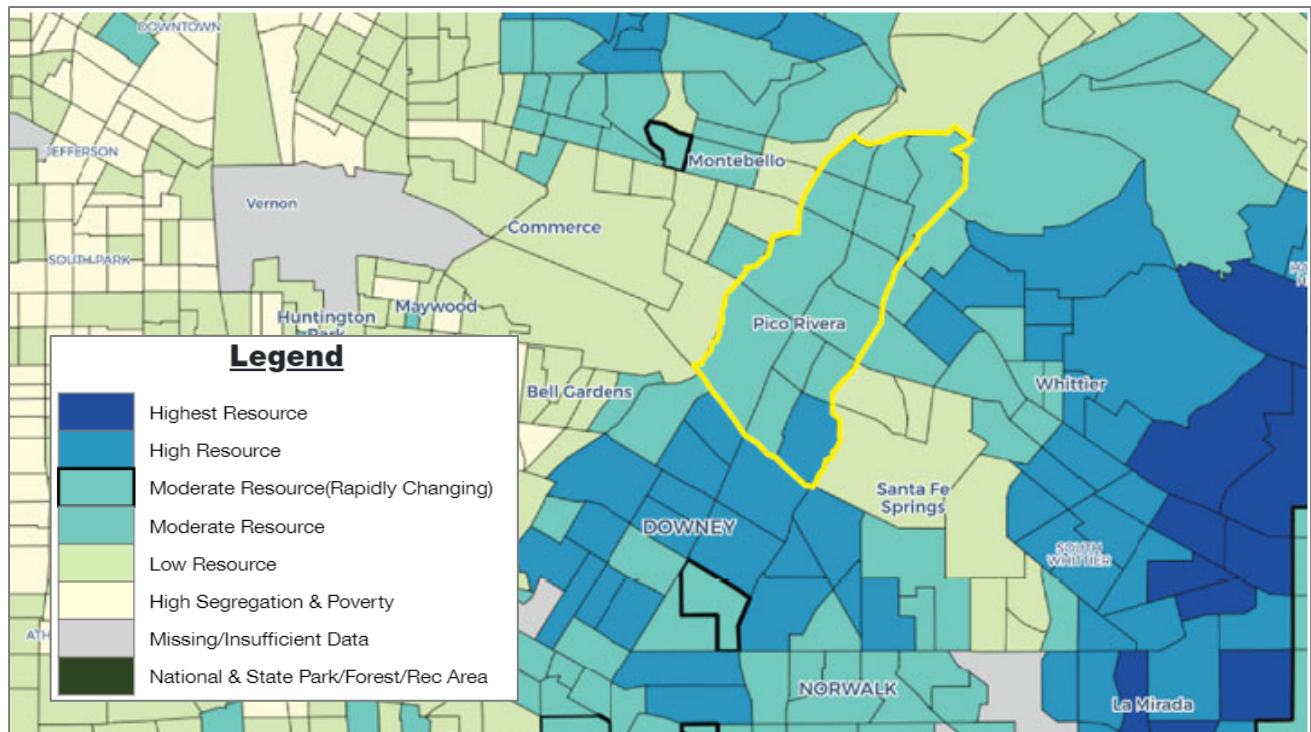 DOWNTOWN
JEFFERSON
Montebello
Vernon
Commerce
SOUTH PARK
Maywood
Huntington
Pico Rivera
Legend
Bell Gardens
Whittier
Highest Resource
High Resource
Moderate Resource(Rapidly Changing)
Santa Fe
Springs
Moderate Resource
DOWNEY
Low Resource
SOUTH
WHITTIER
High Segregation & Poverty
Missing/Insufficient Data
National & State Park/Forest/Rec Area
NORWALK
La Mirada